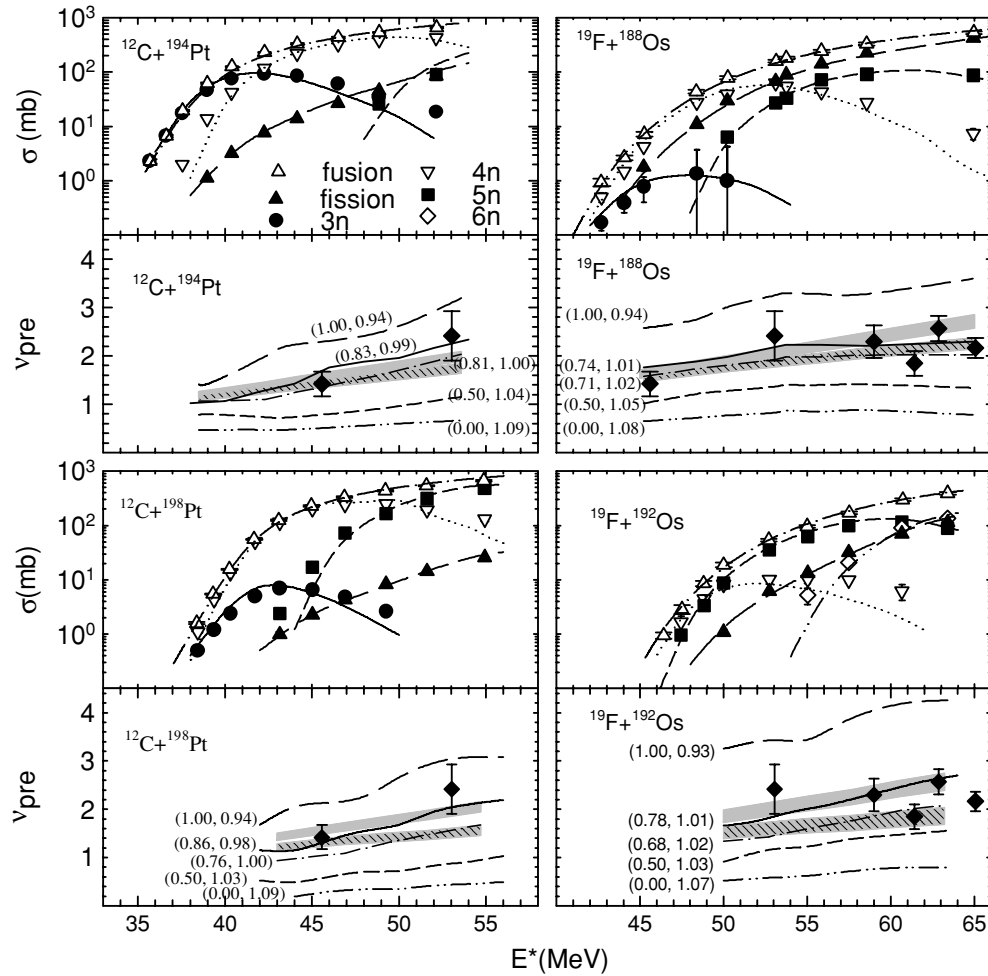 10³
10²
10¹
10⁰
σ (mb)
¹²C+¹⁹⁴Pt
fusion
fission
3n
4n
5n
6n
¹⁹F+¹⁸⁸Os
4
3
2
1
νpre
¹²C+¹⁹⁴Pt
(1.00, 0.94)
(0.83, 0.99)
(0.81, 1.00)
(0.50, 1.04)
(0.00, 1.09)
¹⁹F+¹⁸⁸Os
(1.00, 0.94)
(0.74, 1.01)
(0.71, 1.02)
(0.50, 1.05)
(0.00, 1.08)
10³
10²
10¹
10⁰
σ(mb)
¹²C+¹⁹⁸Pt
¹⁹F+¹⁹²Os
4
3
2
1
νpre
¹²C+¹⁹⁸Pt
(1.00, 0.94)
(0.86, 0.98)
(0.76, 1.00)
(0.50, 1.03)
(0.00, 1.09)
¹⁹F+¹⁹²Os
(1.00, 0.93)
(0.78, 1.01)
(0.68, 1.02)
(0.50, 1.03)
(0.00, 1.07)
35 40 45 50 55 45 50 55 60 65
E*(MeV)